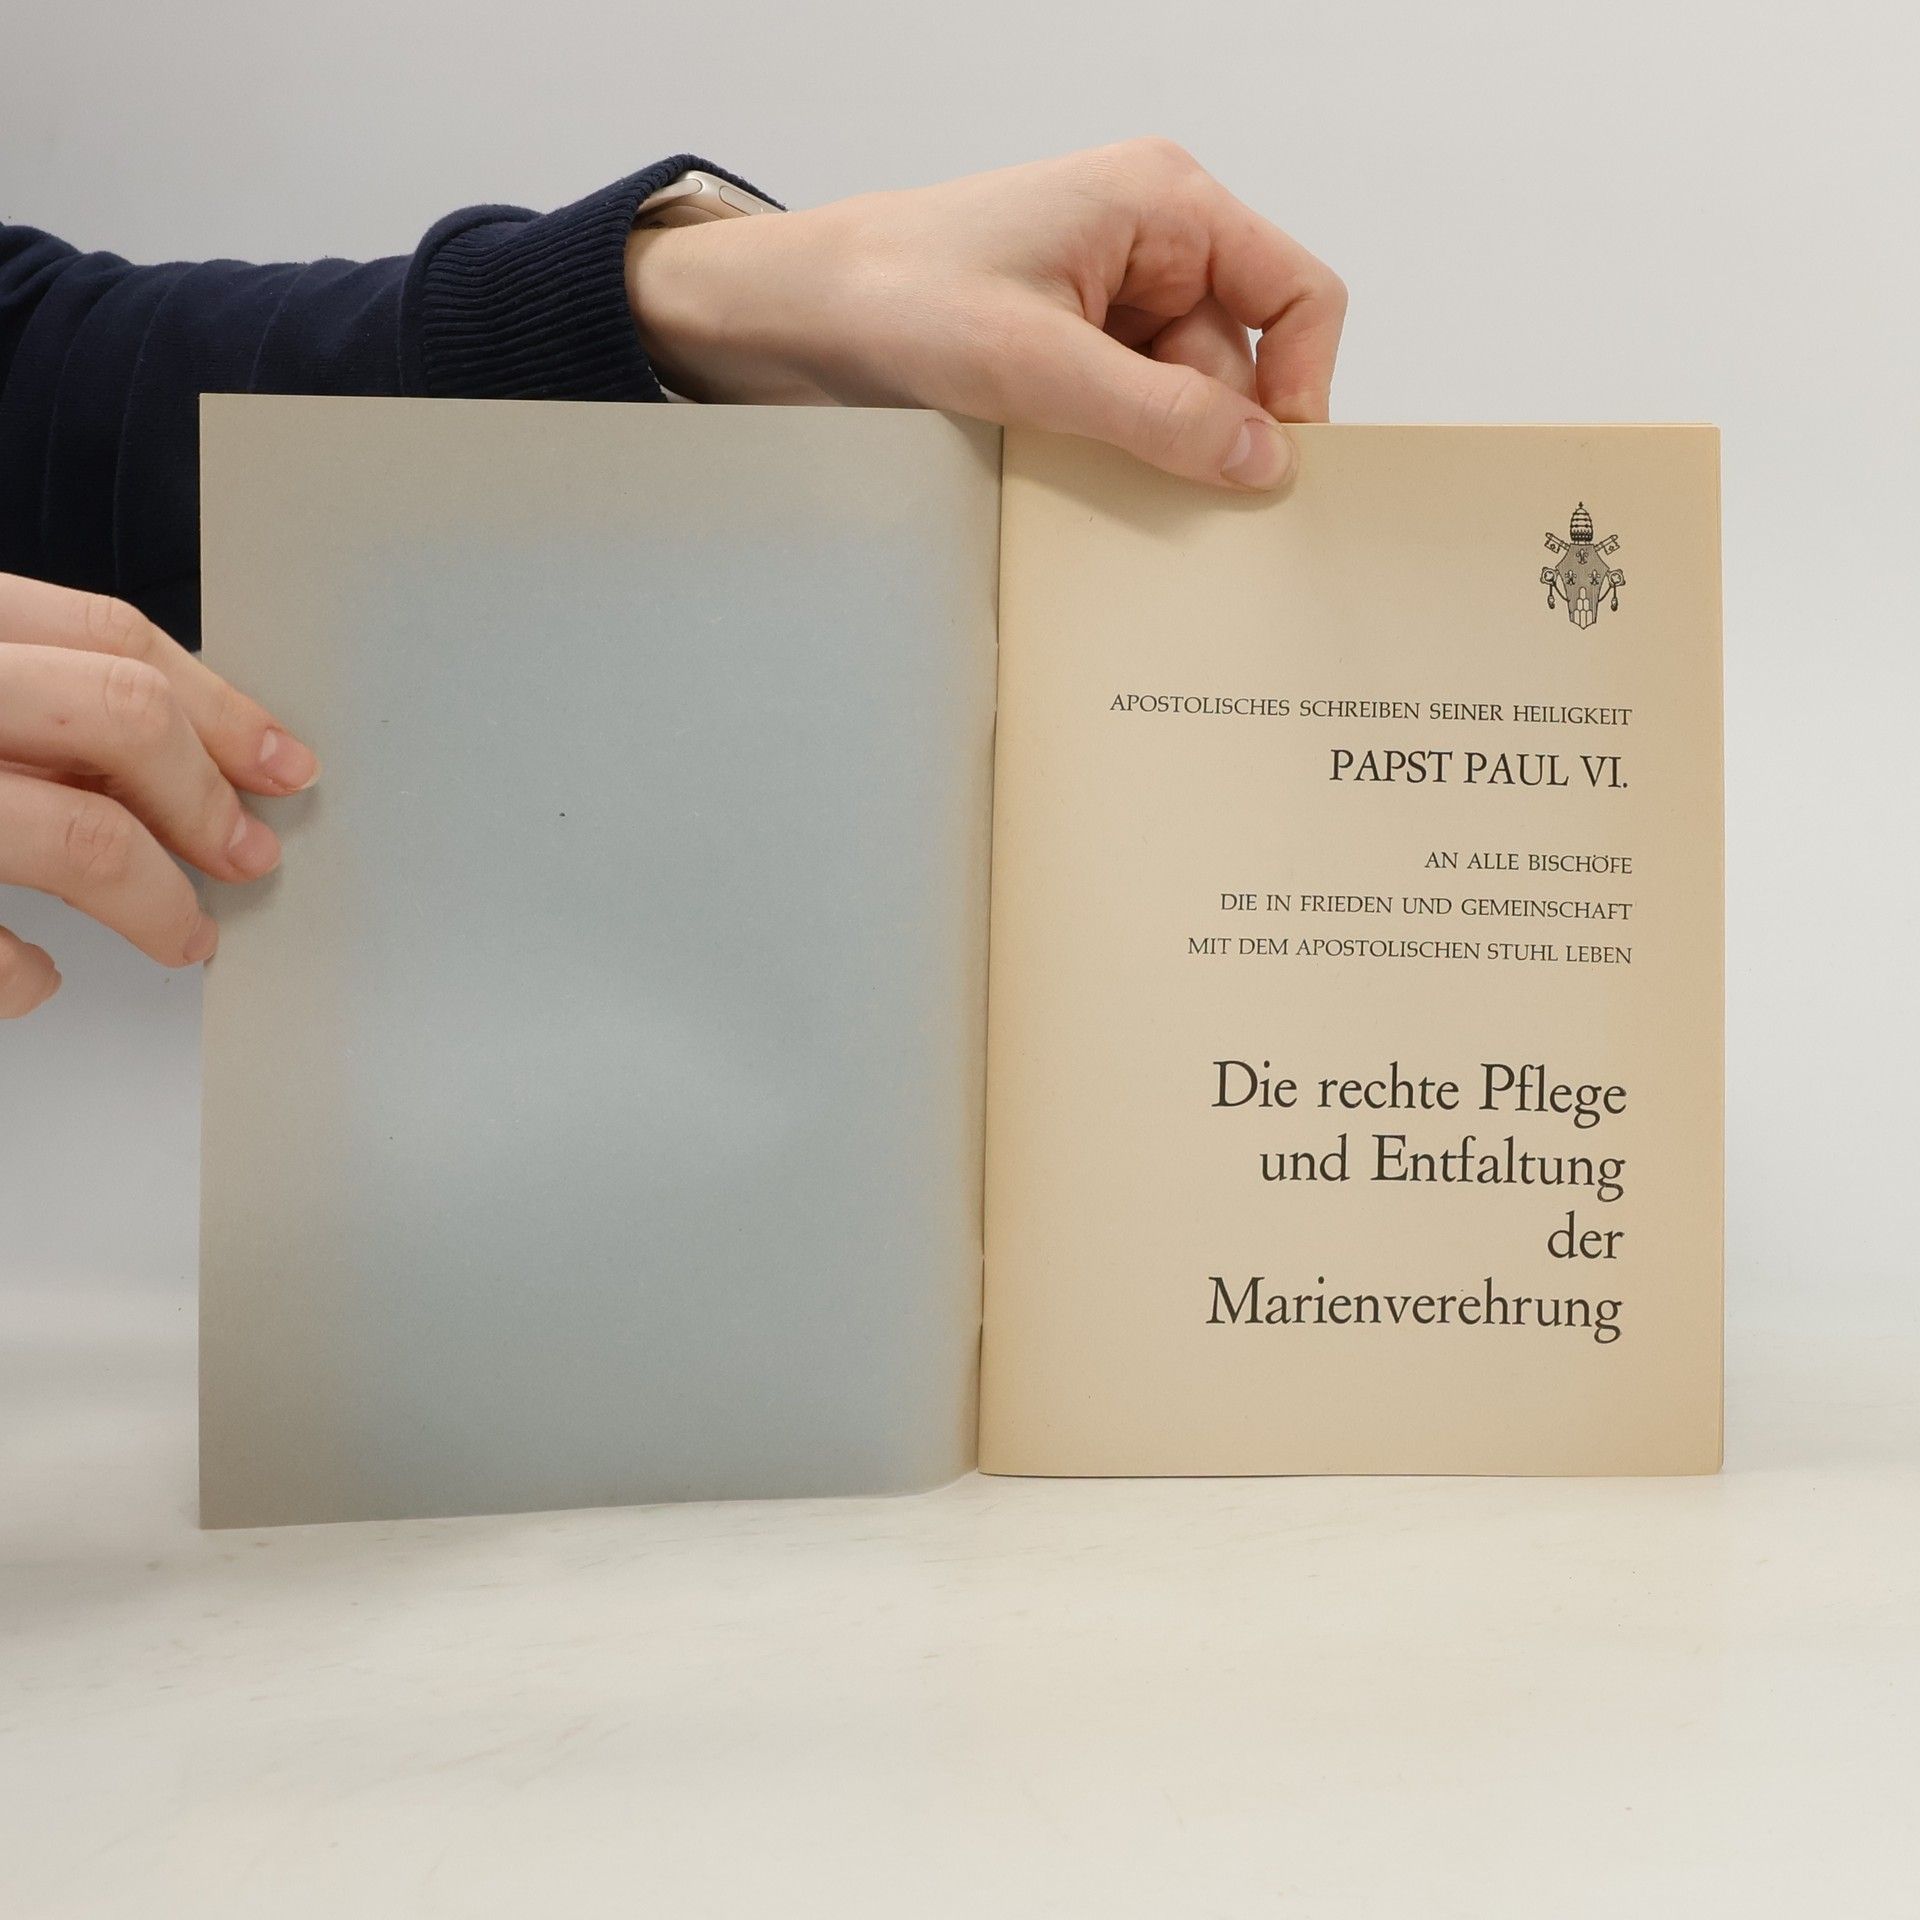 APOSTOLISCHES SCHREIBEN SEINER HEILIGKEIT
PAPST PAUL VI.
AN ALLE BISCHÖFE
DIE IN FRIEDEN UND GEMEINSCHAFT
MIT DEM APOSTOLISCHEN STUHL LEBEN
Die rechte Pflege
und Entfaltung
der
Marienverehrung